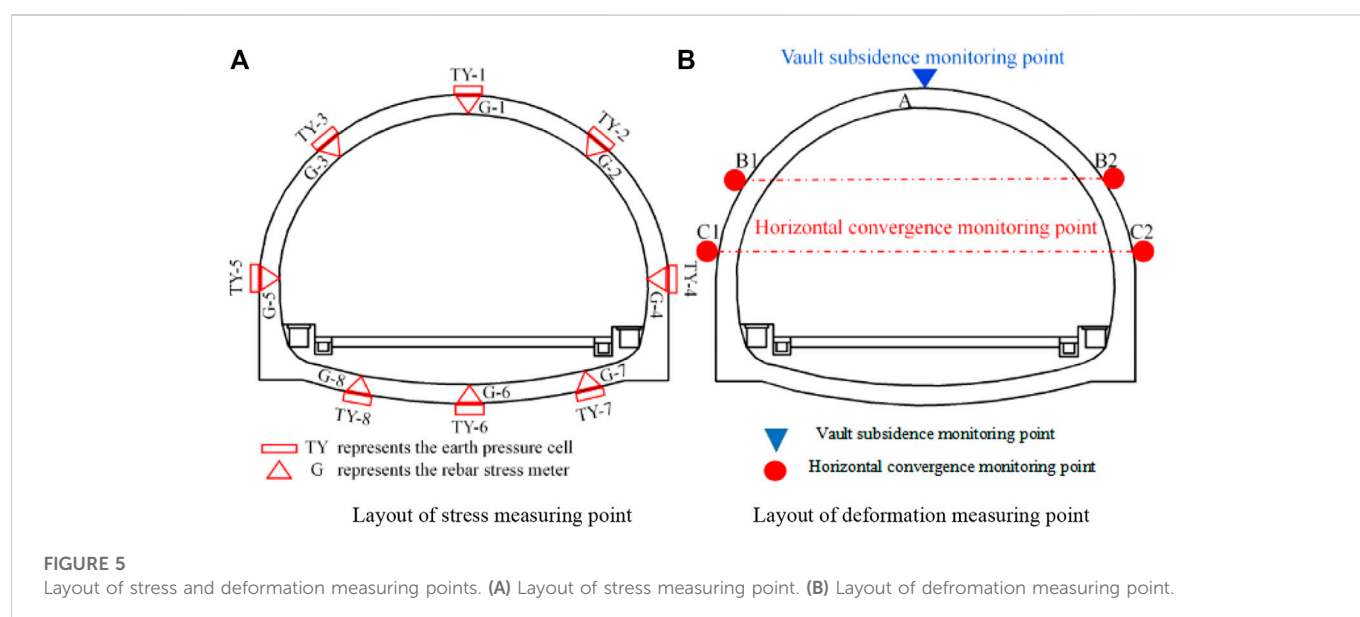 A
TY-1
G-1
TY-3
G-3
TY-2
G-2
TY-5
G-5
TY-4
G-4
G-8
TY-8
G-6
TY-6
G-7
TY-7
TY represents the earth pressure cell
G represents the rebar stress meter
Layout of stress measuring point
B
Vault subsidence monitoring point
A
B1
B2
Horizontal convergence monitoring point
C1
C2
Vault subsidence monitoring point
Horizontal convergence monitoring point
Layout of deformation measuring point
FIGURE 5
Layout of stress and deformation measuring points. (A) Layout of stress measuring point. (B) Layout of defromation measuring point.